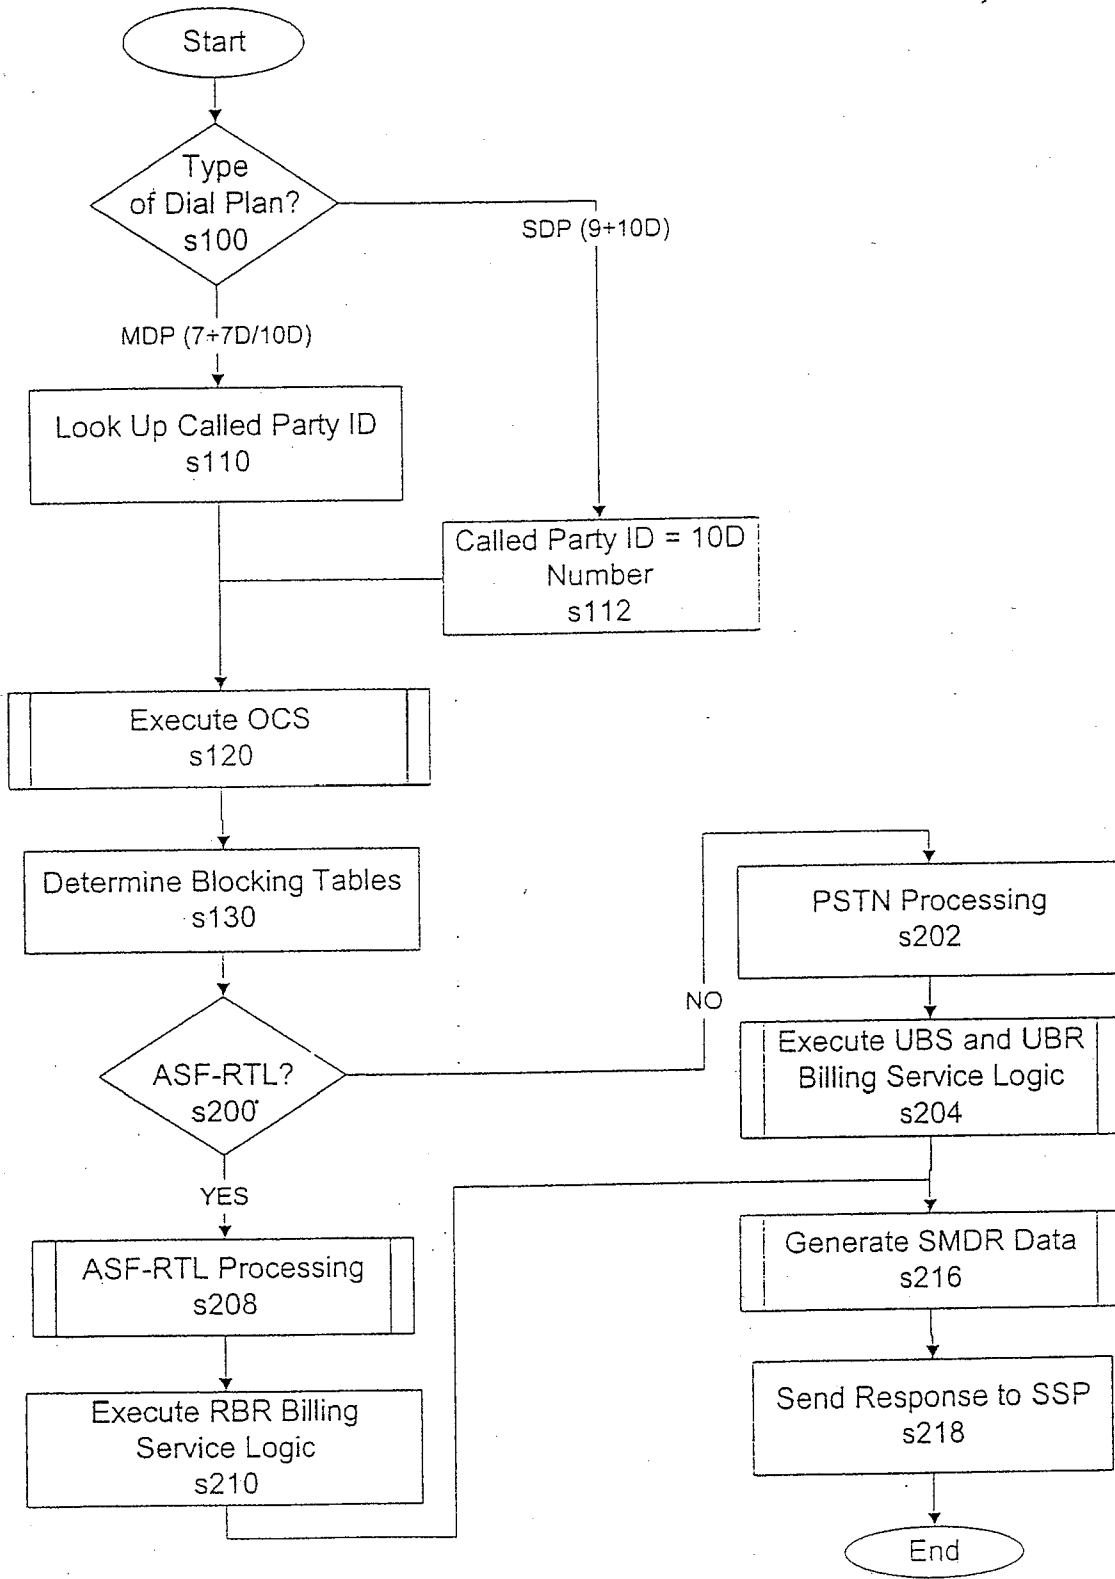 Start
Type
of Dial Plan?
s100
SDP (9+10D)
MDP (7+7D/10D)
Look Up Called Party ID
s110
Called Party ID = 10D
Number
s112
Execute OCS
s120
Determine Blocking Tables
s130
ASF-RTL?
s200
NO
YES
ASF-RTL Processing
s208
Execute RBR Billing
Service Logic
s210
PSTN Processing
s202
Execute UBS and UBR
Billing Service Logic
s204
Generate SMDR Data
s216
Send Response to SSP
s218
End